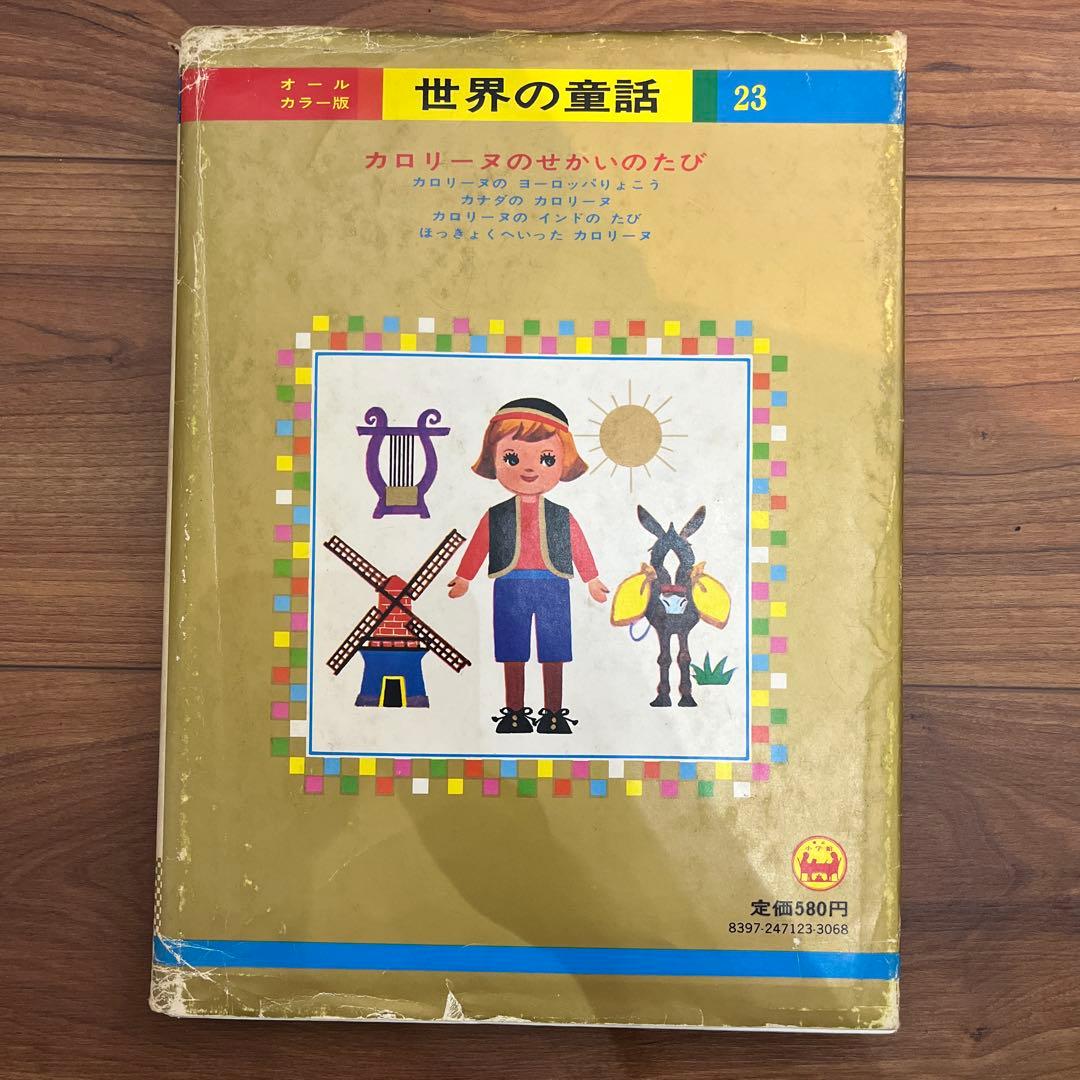 オール
カラー版
世界の童話
23
カロリーヌのせかいのたび
カロリーヌの ヨーロッパりょこう
カナダの カロリーヌ
カロリーヌの インドの たび
ほっきょくへいった カロリーヌ
小学館
定価580円
8397-247123-3068